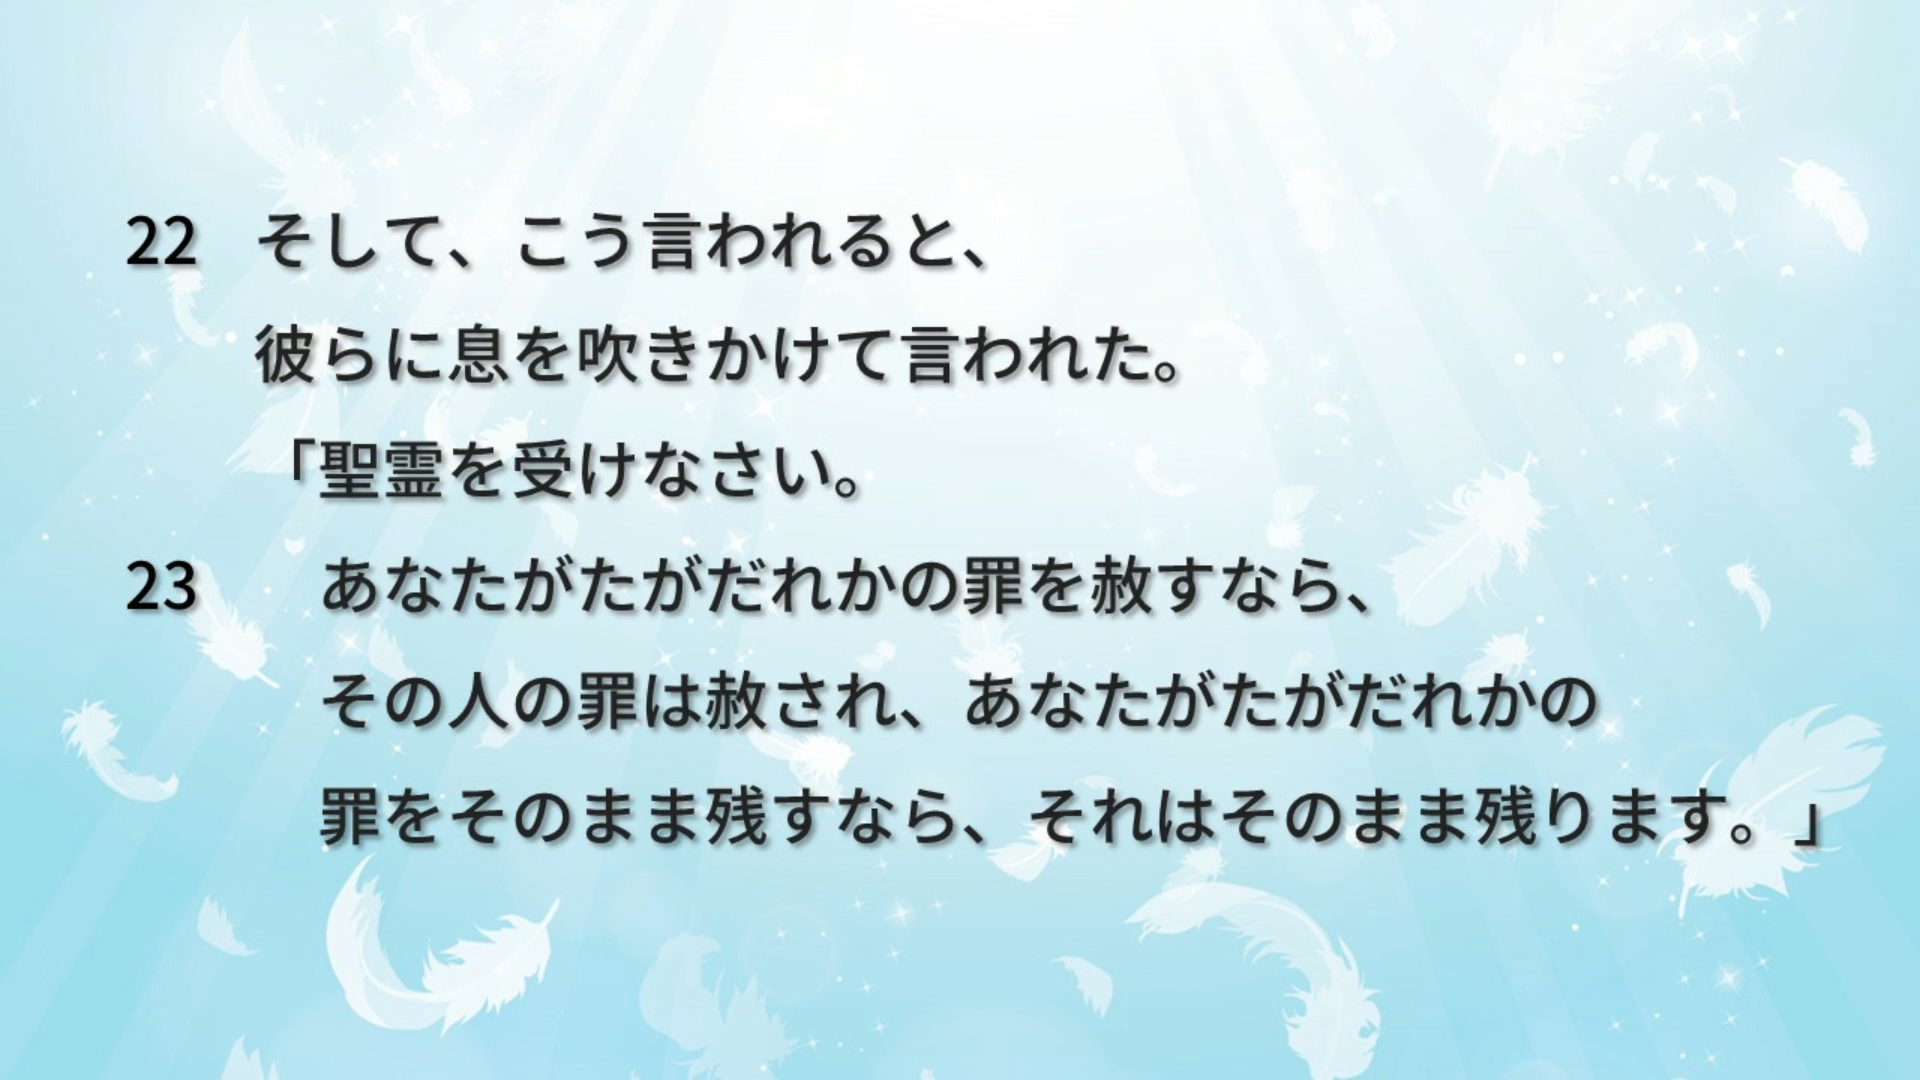 22 そして、こう言われると、
彼らに息を吹きかけて言われた。
「聖霊を受けなさい。
23 あなたがたがだれかの罪を赦すなら、
その人の罪は赦され、あなたがたがだれかの
罪をそのまま残すなら、それはそのまま残ります。」